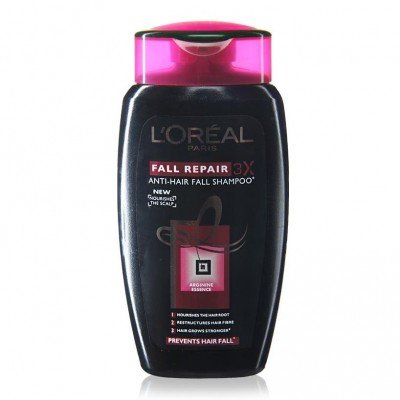 L'ORÉAL
PARIS
FALL REPAIR 3X
ANTI-HAIR FALL SHAMPOO*
NEW
NOURISHES
THE SCALP
ARGININE
ESSENCE
1 NOURISHES THE HAIR ROOT
2 RESTRUCTURES HAIR FIBRE
3 HAIR GROWS STRONGER*
PREVENTS HAIR FALL*